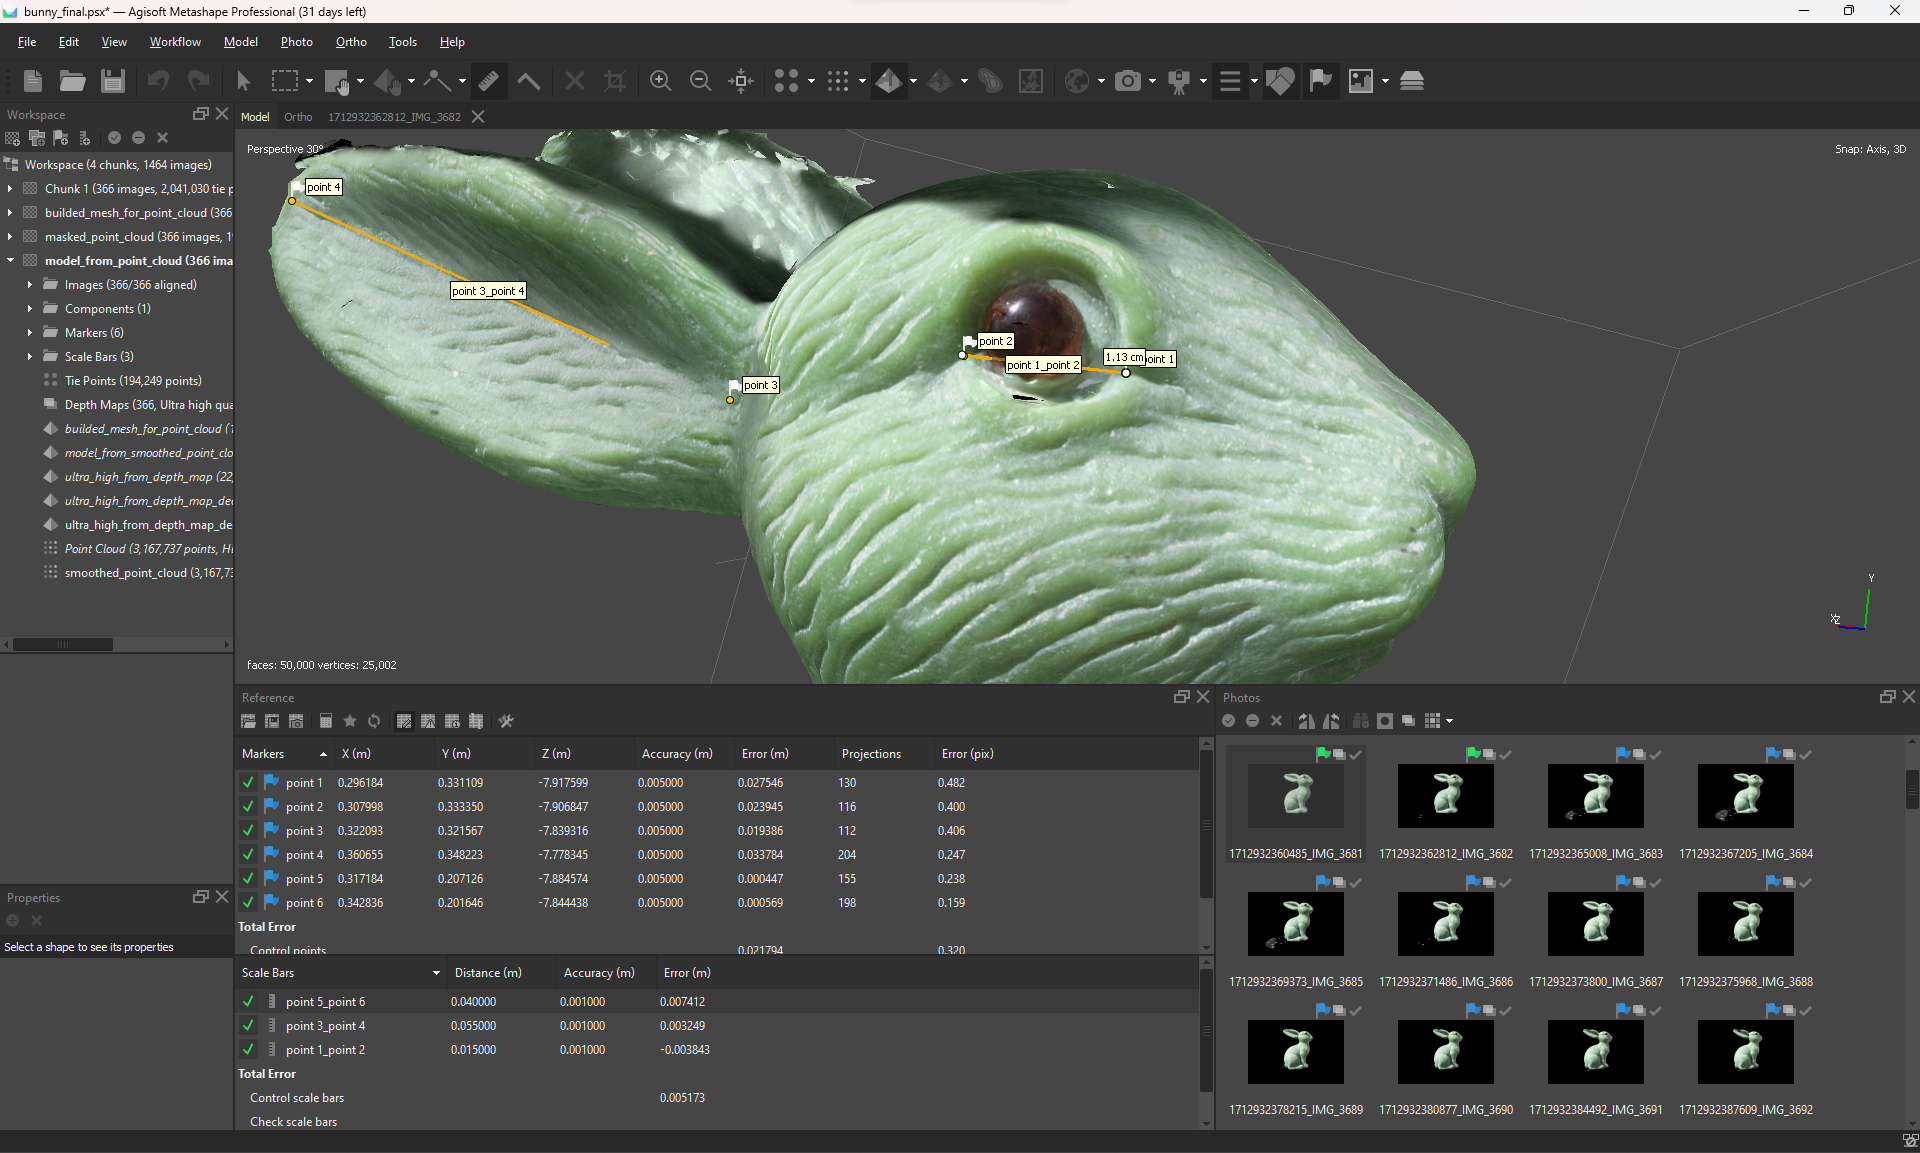 bunny_final.psx* — Agisoft Metashape Professional (31 days left)
File Edit View Workflow Model Photo Ortho Tools Help
Workspace
Model Ortho 1712932362812_IMG_3682
Workspace (4 chunks, 1464 images)
Chunk 1 (366 images, 2,041,030 tie p
builded_mesh_for_point_cloud (366
masked_point_cloud (366 images, 1
model_from_point_cloud (366 ima
Images (366/366 aligned)
Components (1)
Markers (6)
Scale Bars (3)
Tie Points (194,249 points)
Depth Maps (366, Ultra high qua
builded_mesh_for_point_cloud (
model_from_smoothed_point_clo
ultra_high_from_depth_map (22,
ultra_high_from_depth_map_de
ultra_high_from_depth_map_de
Point Cloud (3,167,737 points, Hi
smoothed_point_cloud (3,167,73
Perspective 30°
Snap: Axis, 3D
point 4
point 3_point 4
point 2
1.13 cm
point 1
point 1_point 2
point 3
Y
X
Z
faces: 50,000 vertices: 25,002
Properties
Select a shape to see its properties
Reference
Markers X (m) Y (m) Z (m) Accuracy (m) Error (m) Projections Error (pix)
point 1 0.296184 0.331109 -7.917599 0.005000 0.027546 130 0.482
point 2 0.307998 0.333350 -7.906847 0.005000 0.023945 116 0.400
point 3 0.322093 0.321567 -7.839316 0.005000 0.019386 112 0.406
point 4 0.360655 0.348223 -7.778345 0.005000 0.033784 204 0.247
point 5 0.317184 0.207126 -7.884574 0.005000 0.000447 155 0.238
point 6 0.342836 0.201646 -7.844438 0.005000 0.000569 198 0.159
Total Error
Control points 0.021794 0.320
Scale Bars Distance (m) Accuracy (m) Error (m)
point 5_point 6 0.040000 0.001000 0.007412
point 3_point 4 0.055000 0.001000 0.003249
point 1_point 2 0.015000 0.001000 -0.003843
Total Error
Control scale bars 0.005173
Check scale bars
Photos
1712932360485_IMG_3681 1712932362812_IMG_3682 1712932365008_IMG_3683 1712932367205_IMG_3684
1712932369373_IMG_3685 1712932371486_IMG_3686 1712932373800_IMG_3687 1712932375968_IMG_3688
1712932378215_IMG_3689 1712932380877_IMG_3690 1712932384492_IMG_3691 1712932387609_IMG_3692